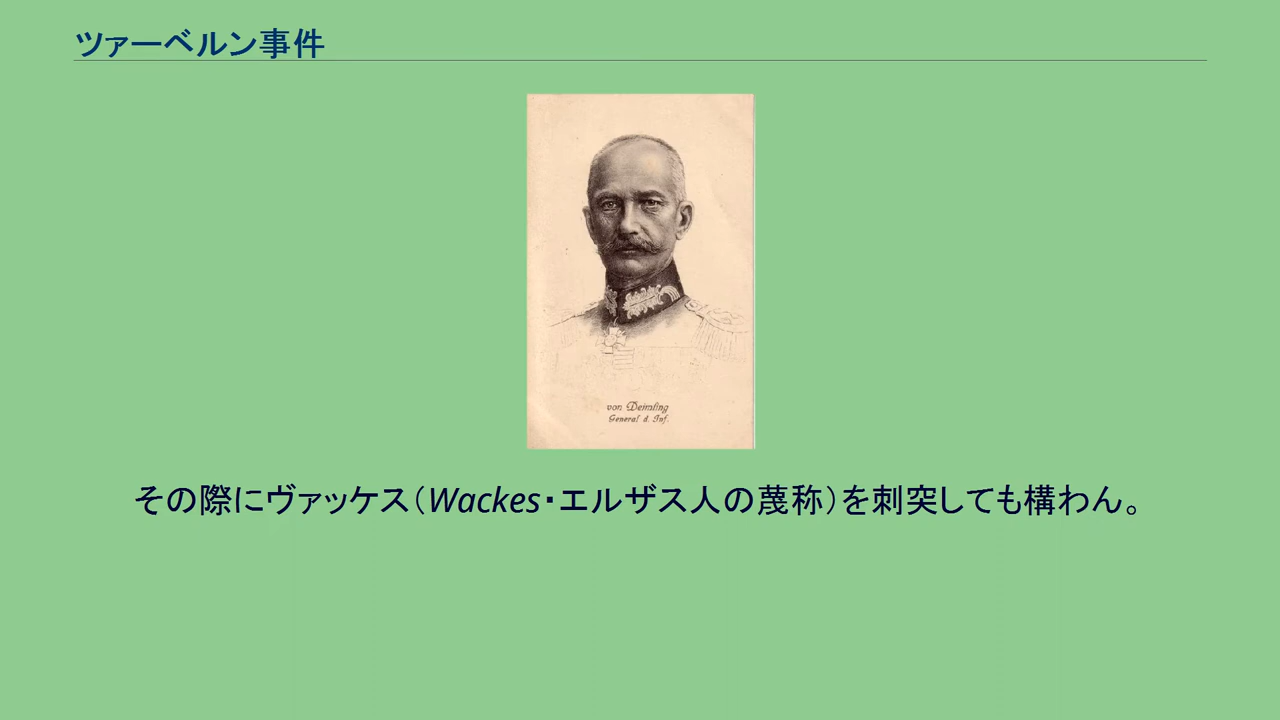 ツァーベルン事件
von Deimling
General d. Inf.
その際にヴァッケス（Wackes・エルザス人の蔑称）を刺突しても構わん。